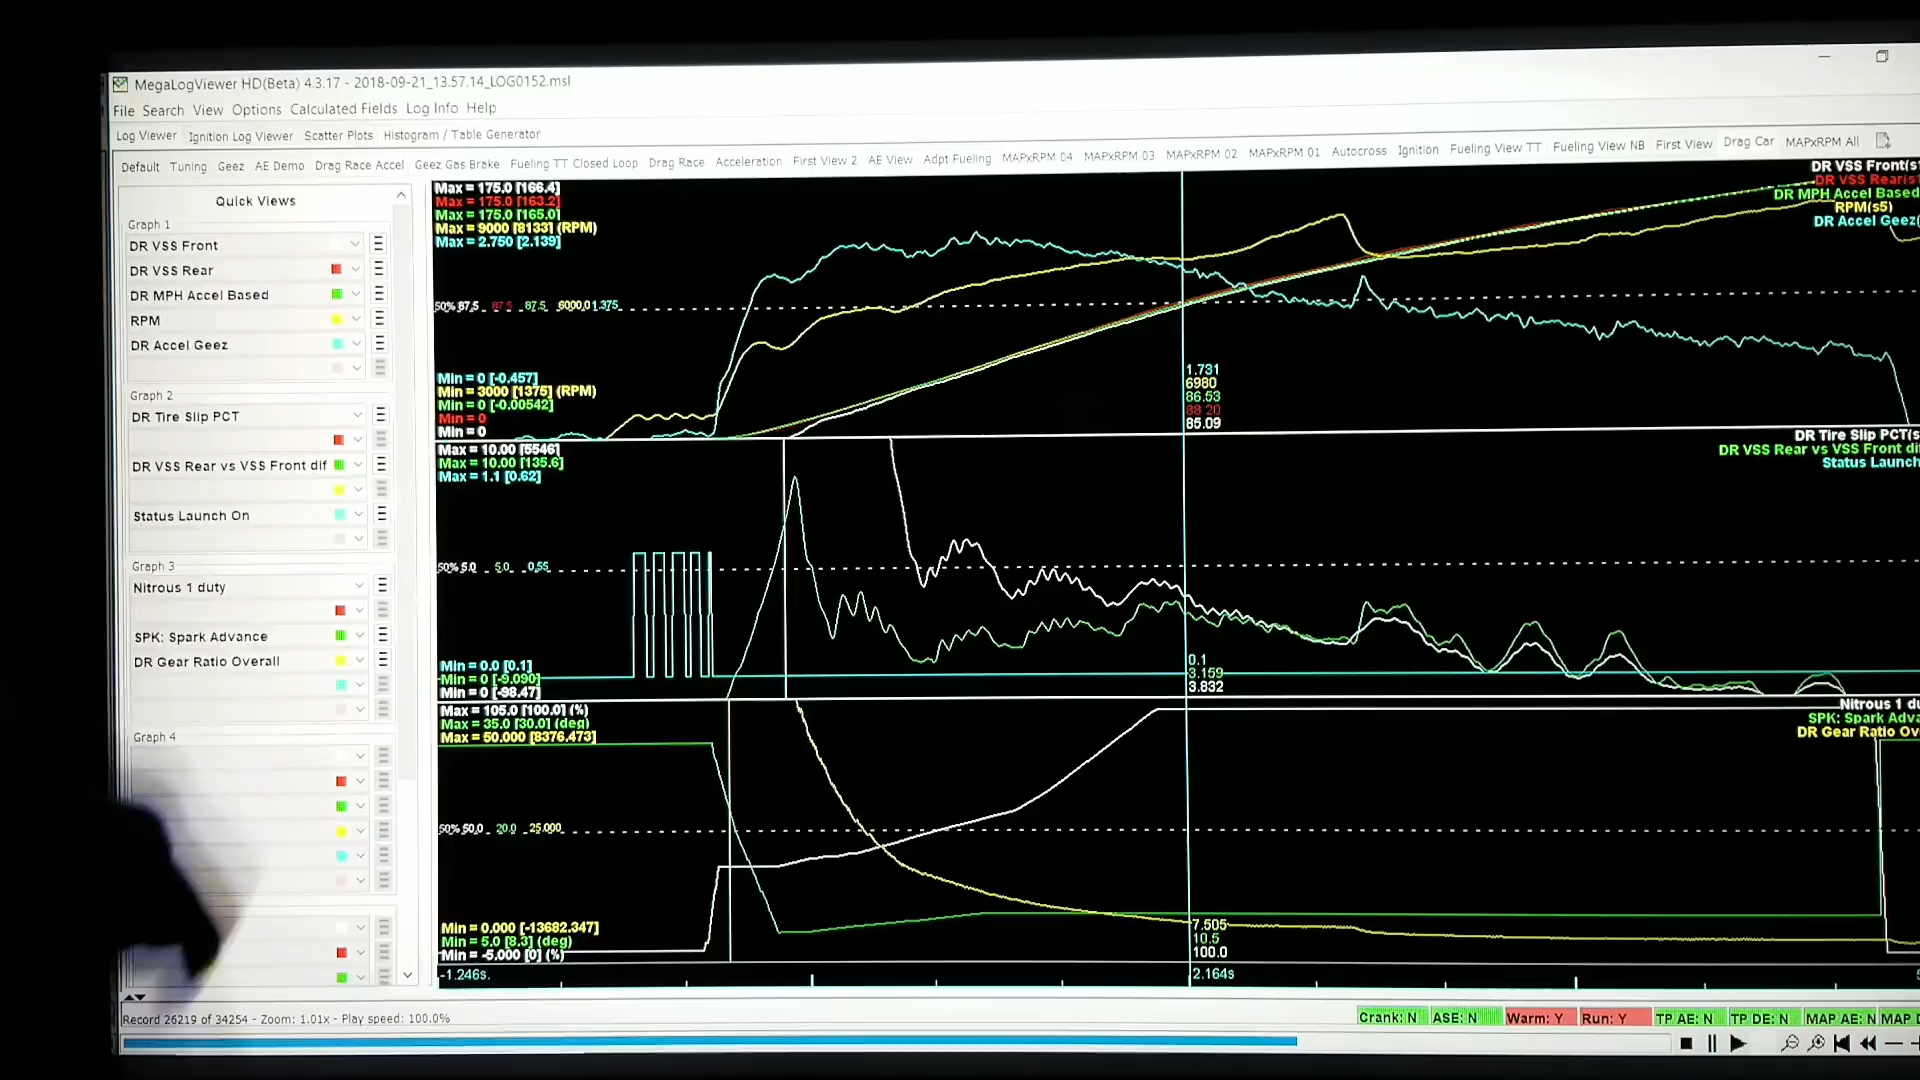 MegaLogViewer HD(Beta) 4.3.17 - 2018-09-21_13.57.14_LOG0152.msl
File Search View Options Calculated Fields Log Info Help
Log Viewer Ignition Log Viewer Scatter Plots Histogram / Table Generator
Default Tuning Geez AE Demo Drag Race Accel Geez Gas Brake Fueling TT Closed Loop Drag Race Acceleration First View 2 AE View Adpt Fueling MAPxRPM 04 MAPxRPM 03 MAPxRPM 02 MAPxRPM 01 Autocross Ignition Fueling View TT Fueling View NB First View Drag Car MAPxRPM All
Quick Views
Graph 1
DR VSS Front
DR VSS Rear
DR MPH Accel Based
RPM
DR Accel Geez
Graph 2
DR Tire Slip PCT
DR VSS Rear vs VSS Front dif
Status Launch On
Graph 3
Nitrous 1 duty
SPK: Spark Advance
DR Gear Ratio Overall
Graph 4
Max = 175.0 [166.4]
Max = 175.0 [163.2]
Max = 175.0 [165.0]
Max = 9000 [8133] (RPM)
Max = 2.750 [2.139]
50% 87.5 87.5 87.5 6000.0 1.375
Min = 0 [-0.457]
Min = 3000 [1375] (RPM)
Min = 0 [-0.00542]
Min = 0
Min = 0
DR VSS Front(s
DR VSS Rear(s
DR MPH Accel Based
RPM(s5)
DR Accel Geez(
1.731
6980
86.53
88.20
85.09
Max = 10.00 [5546]
Max = 10.00 [135.6]
Max = 1.1 [0.62]
50% 5.0 5.0 0.55
Min = 0.0 [0.1]
Min = 0 [-9.090]
Min = 0 [-98.47]
DR Tire Slip PCT(s
DR VSS Rear vs VSS Front di
Status Launch
0.1
3.159
3.832
Max = 105.0 [100.0] (%)
Max = 35.0 [30.0] (deg)
Max = 50.000 [8376.473]
50% 50.0 20.0 25.000
Min = 0.000 [-13682.347]
Min = 5.0 [8.3] (deg)
Min = -5.000 [0] (%)
Nitrous 1 du
SPK: Spark Adva
DR Gear Ratio Ov
7.505
10.5
100.0
-1.246s.
2.164s
Record 26219 of 34254 - Zoom: 1.01x - Play speed: 100.0%
Crank: N ASE: N Warm: Y Run: Y TP AE: N TP DE: N MAP AE: N MAP D